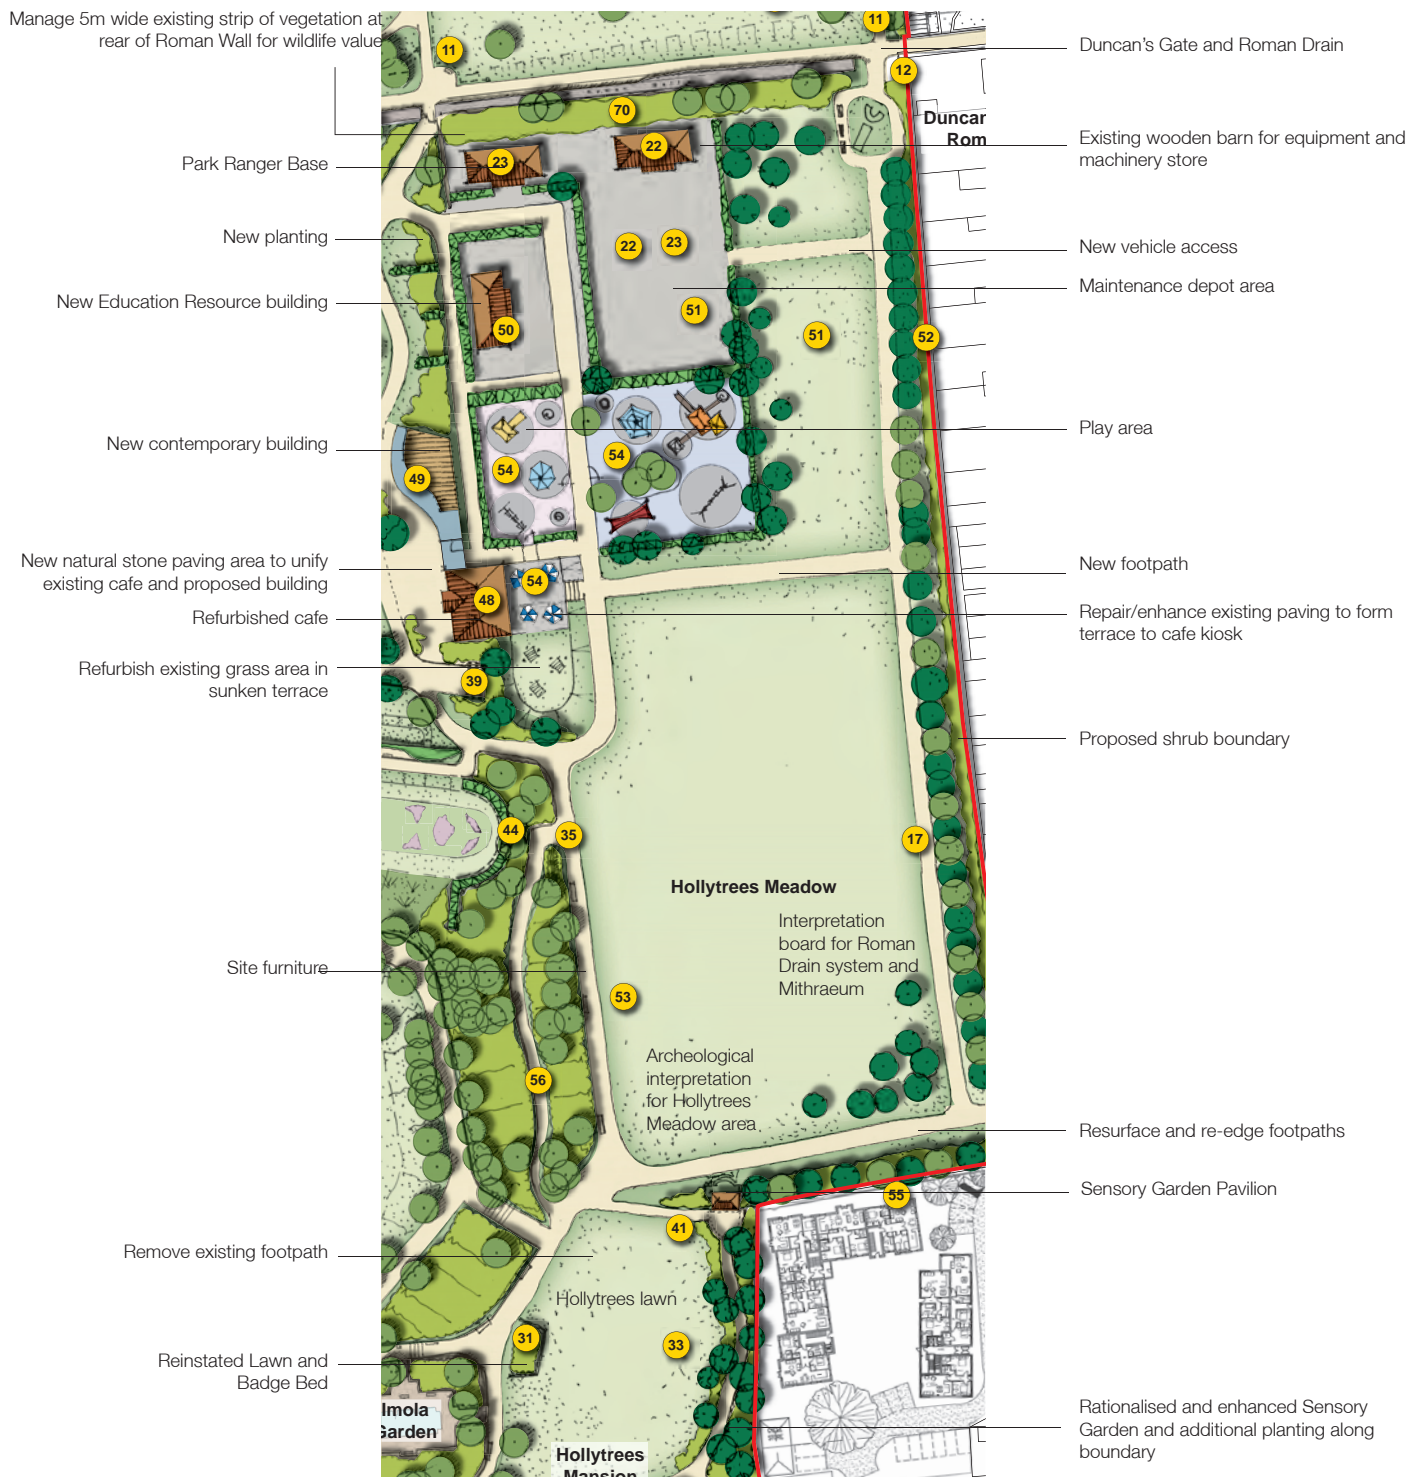 Manage 5m wide existing strip of vegetation at
rear of Roman Wall for wildlife value
Park Ranger Base
New planting
New Education Resource building
New contemporary building
New natural stone paving area to unify
existing cafe and proposed building
Refurbished cafe
Refurbish existing grass area in
sunken terrace
Site furniture
Remove existing footpath
Reinstated Lawn and
Badge Bed
11
11
12
70
23
22
22
23
51
51
50
52
49
54
54
54
48
39
44
35
17
53
56
55
41
31
33
Hollytrees Meadow
Interpretation
board for Roman
Drain system and
Mithraeum
Archeological
interpretation
for Hollytrees
Meadow area
Hollytrees lawn
Hollytrees
Mansion
Duncan's Gate and Roman Drain
Existing wooden barn for equipment and
machinery store
New vehicle access
Maintenance depot area
Play area
New footpath
Repair/enhance existing paving to form
terrace to cafe kiosk
Proposed shrub boundary
Resurface and re-edge footpaths
Sensory Garden Pavilion
Rationalised and enhanced Sensory
Garden and additional planting along
boundary